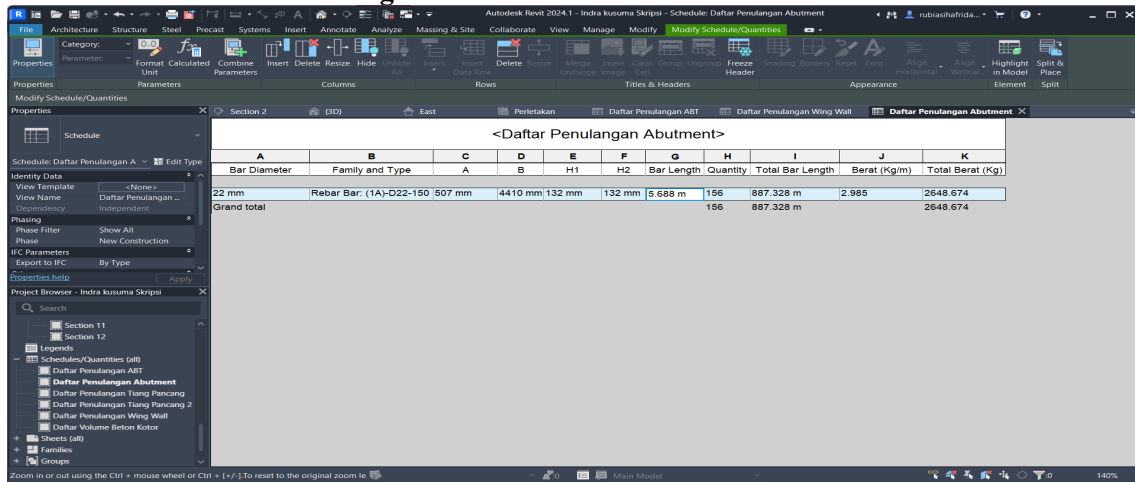 Autodesk Revit 2024.1 - Indra kusuma Skripsi - Schedule: Daftar Penulangan Abutment
rubiasihafrida...
File Architecture Structure Steel Precast Systems Insert Annotate Analyze Massing & Site Collaborate View Manage Modify Modify Schedule/Quantities
Properties
Category:
Parameter:
Format Unit
Calculated
Combine Parameters
Insert Delete Resize Hide Unhide All
Insert
Insert Data Row
Delete Resize
Merge Unmerge
Insert Image
Clear Cell
Group Ungroup
Freeze Header
Shading Borders Reset Font
Align Horizontal
Align Vertical
Highlight in Model
Split & Place
Properties Parameters Columns Rows Titles & Headers Appearance Element Split
Modify Schedule/Quantities
Properties X
Section 2 {3D} East Perletakan Daftar Penulangan ABT Daftar Penulangan Wing Wall Daftar Penulangan Abutment X
Schedule
Schedule: Daftar Penulangan A Edit Type
Identity Data
View Template <None>
View Name Daftar Penulangan ...
Dependency Independent
Phasing
Phase Filter Show All
Phase New Construction
IFC Parameters
Export to IFC By Type
Properties help Apply
<Daftar Penulangan Abutment>
A B C D E F G H I J K
Bar Diameter Family and Type A B H1 H2 Bar Length Quantity Total Bar Length Berat (Kg/m) Total Berat (Kg)
22 mm Rebar Bar: (1A)-D22-150 507 mm 4410 mm 132 mm 132 mm 5.688 m 156 887.328 m 2.985 2648.674
Grand total 156 887.328 m 2648.674
Project Browser - Indra kusuma Skripsi X
Search
Section 11
Section 12
Legends
Schedules/Quantities (all)
Daftar Penulangan ABT
Daftar Penulangan Abutment
Daftar Penulangan Tiang Pancang
Daftar Penulangan Tiang Pancang 2
Daftar Penulangan Wing Wall
Daftar Volume Beton Kotor
Sheets (all)
Families
Groups
Zoom in or out using the Ctrl + mouse wheel or Ctrl + [+/-].To reset to the original zoom le
:0 Main Model :0 140%